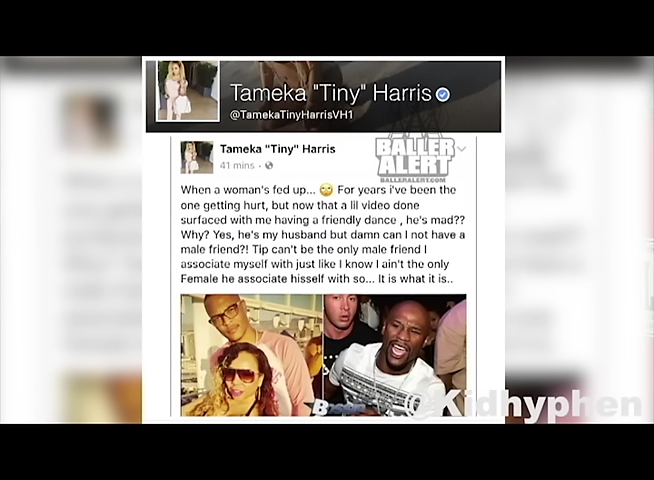 Tameka "Tiny" Harris
@TamekaTinyHarrisVH1
Tameka "Tiny" Harris
41 mins
BALLER
ALERT
BALLERALERT.COM
When a woman's fed up... 🙄 For years i've been the
one getting hurt, but now that a lil video done
surfaced with me having a friendly dance , he's mad??
Why? Yes, he's my husband but damn can I not have a
male friend?! Tip can't be the only male friend I
associate myself with just like I know I ain't the only
Female he associate hisself with so... It is what it is..
@Kidhyphen